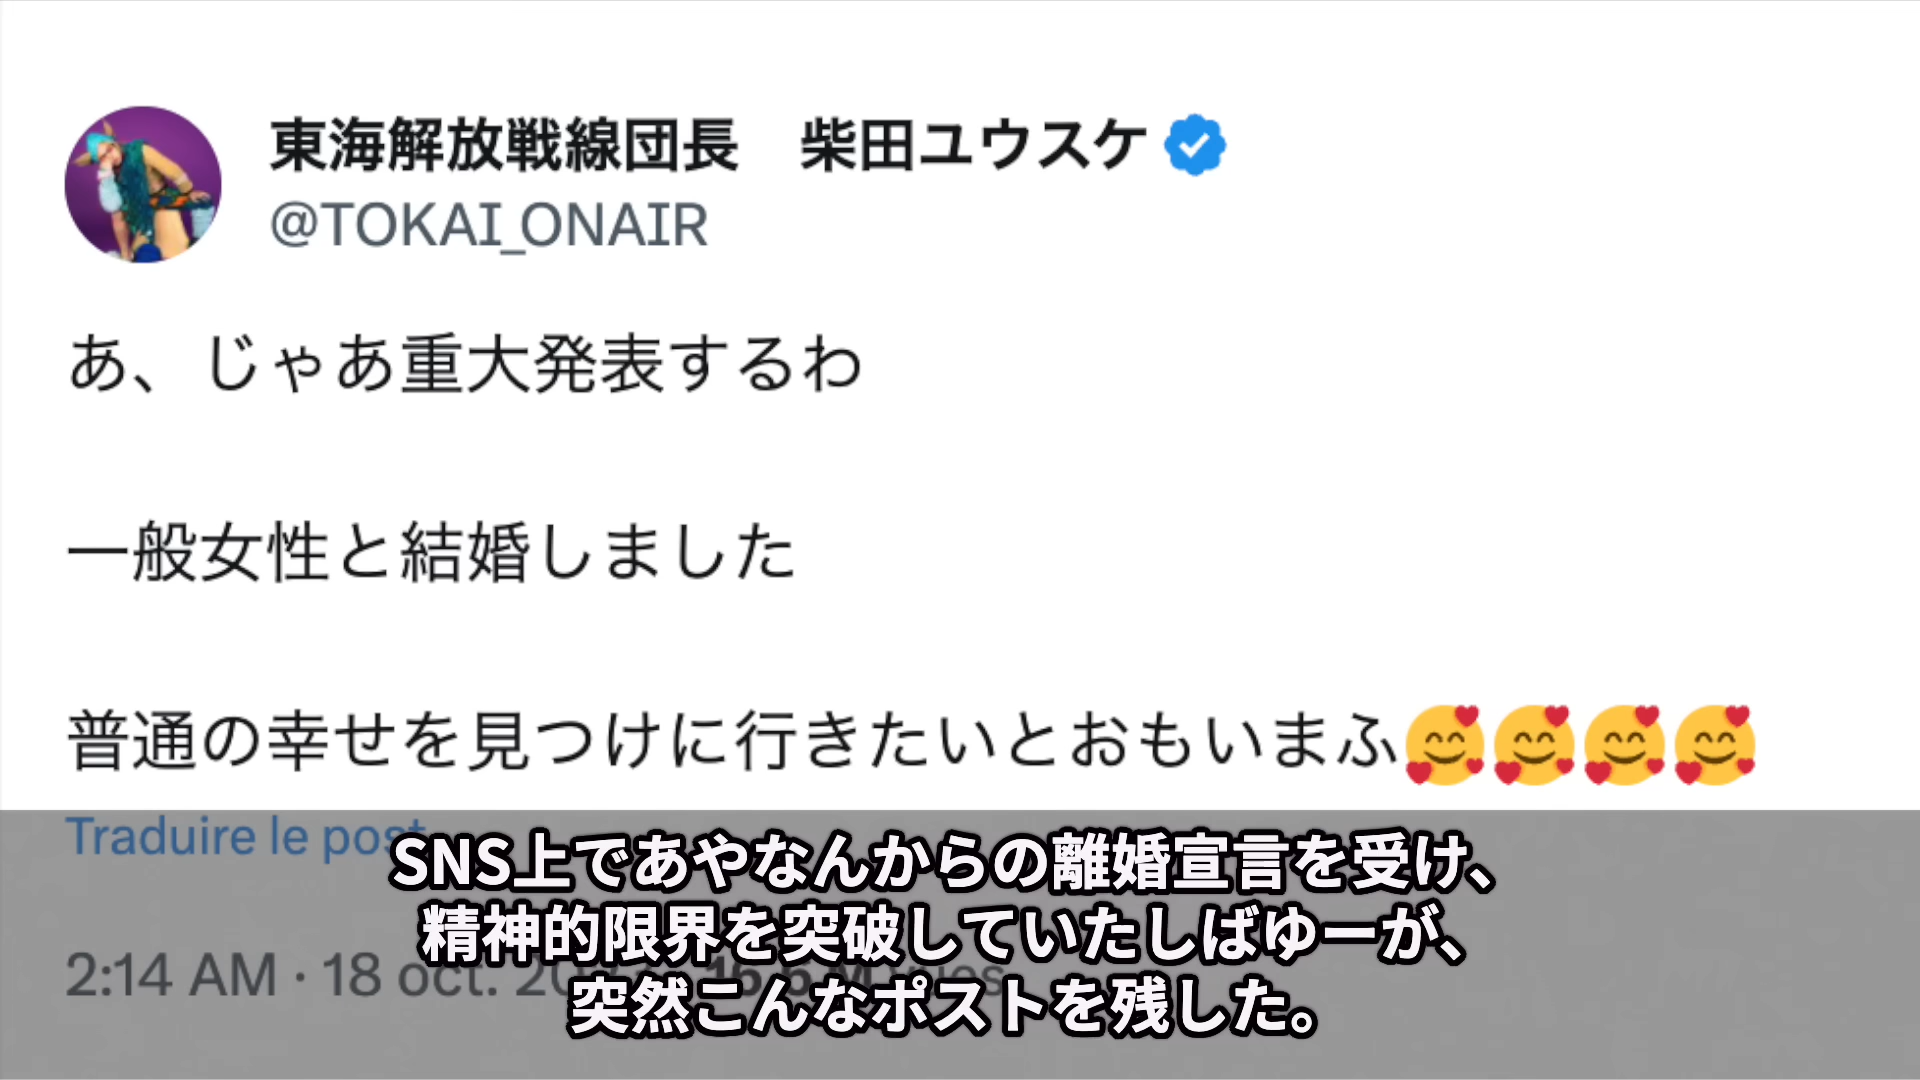 東海解放戦線団長　柴田ユウスケ
@TOKAI_ONAIR
あ、じゃあ重大発表するわ
一般女性と結婚しました
普通の幸せを見つけに行きたいとおもいまふ🥰🥰🥰🥰
Traduire le post
SNS上であやなんからの離婚宣言を受け、
精神的限界を突破していたしばゆーが、
2:14 AM · 18 oct.
突然こんなポストを残した。